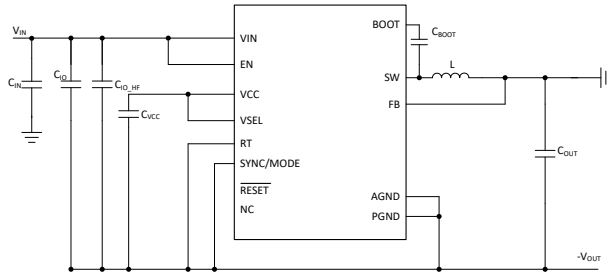 VIN
CIN
CIO
CIO_HF
CVCC
VIN
EN
VCC
VSEL
RT
SYNC/MODE
RESET
NC
BOOT
SW
FB
AGND
PGND
CBOOT
L
COUT
-VOUT